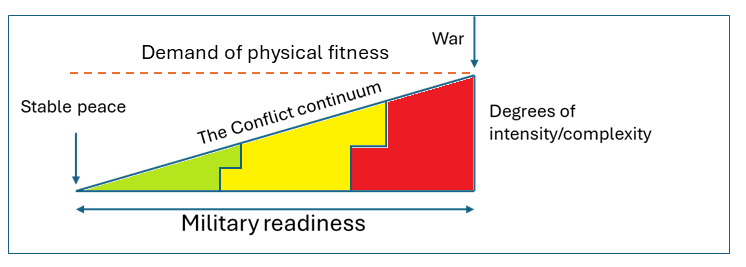 War
Demand of physical fitness
Stable peace
The Conflict continuum
Degrees of
intensity/complexity
Military readiness